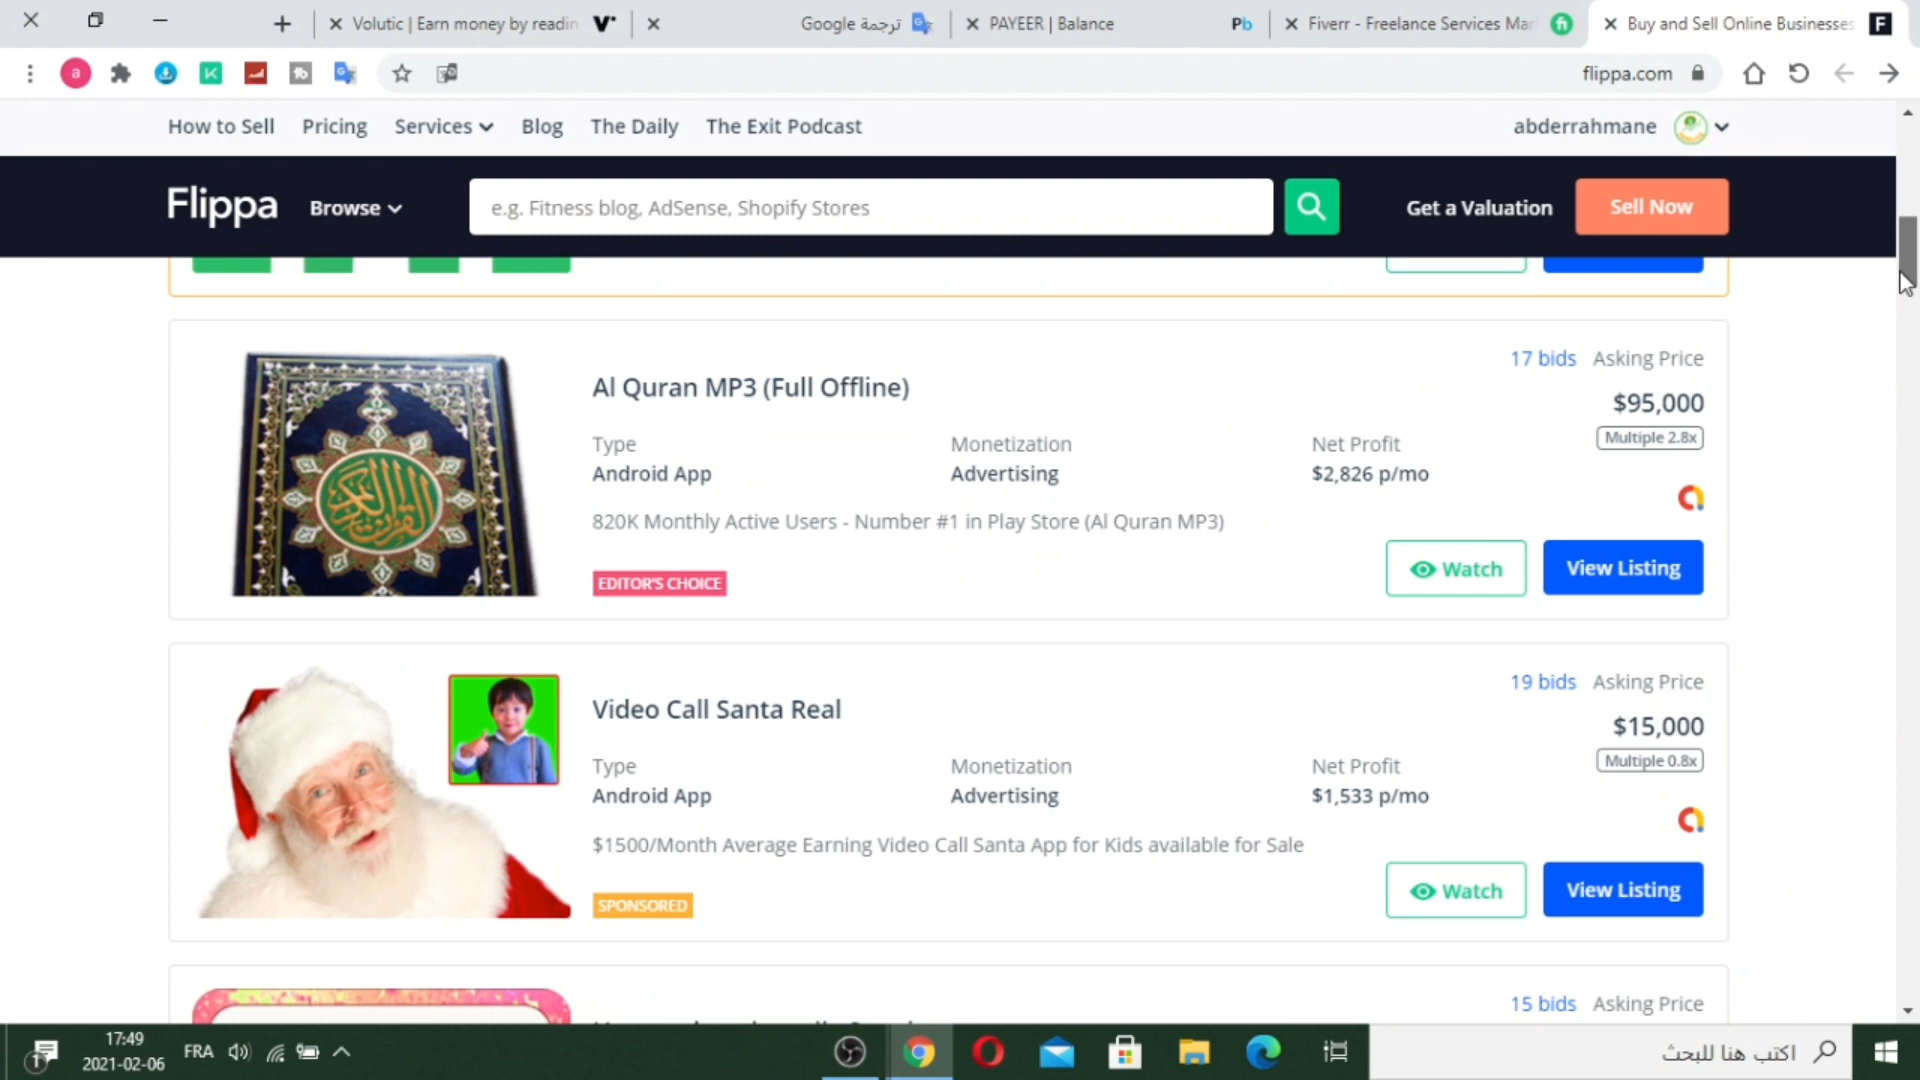 Volutic | Earn money by readin
ترجمة Google
PAYEER | Balance
Pb
Fiverr - Freelance Services Mar
fi
Buy and Sell Online Businesses
F
a
flippa.com
How to Sell
Pricing
Services
Blog
The Daily
The Exit Podcast
abderrahmane
Flippa
Browse
e.g. Fitness blog, AdSense, Shopify Stores
Get a Valuation
Sell Now
17 bids
Asking Price
Al Quran MP3 (Full Offline)
$95,000
Multiple 2.8x
Type
Monetization
Net Profit
Android App
Advertising
$2,826 p/mo
820K Monthly Active Users - Number #1 in Play Store (Al Quran MP3)
EDITOR'S CHOICE
Watch
View Listing
19 bids
Asking Price
Video Call Santa Real
$15,000
Multiple 0.8x
Type
Monetization
Net Profit
Android App
Advertising
$1,533 p/mo
$1500/Month Average Earning Video Call Santa App for Kids available for Sale
SPONSORED
Watch
View Listing
15 bids
Asking Price
1
17:49
2021-02-06
FRA
اكتب هنا للبحث